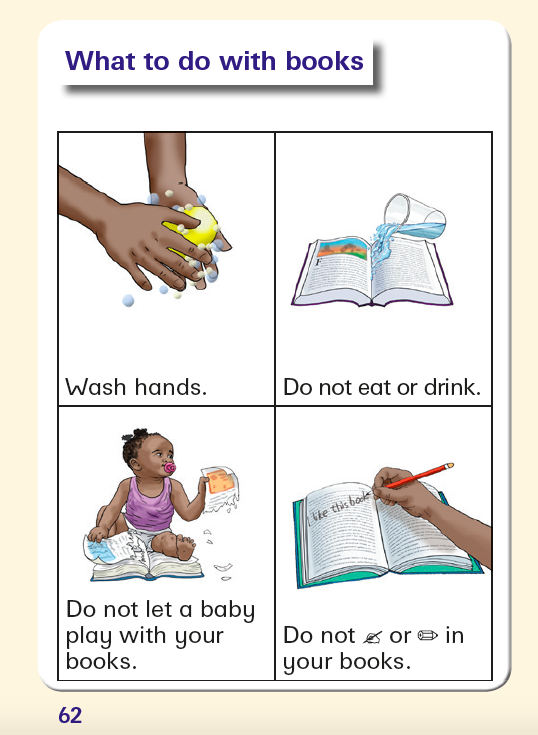 What to do with books
Wash hands.
Do not eat or drink.
like this book
Do not let a baby
play with your
books.
Do not ✍ or ✏ in
your books.
62